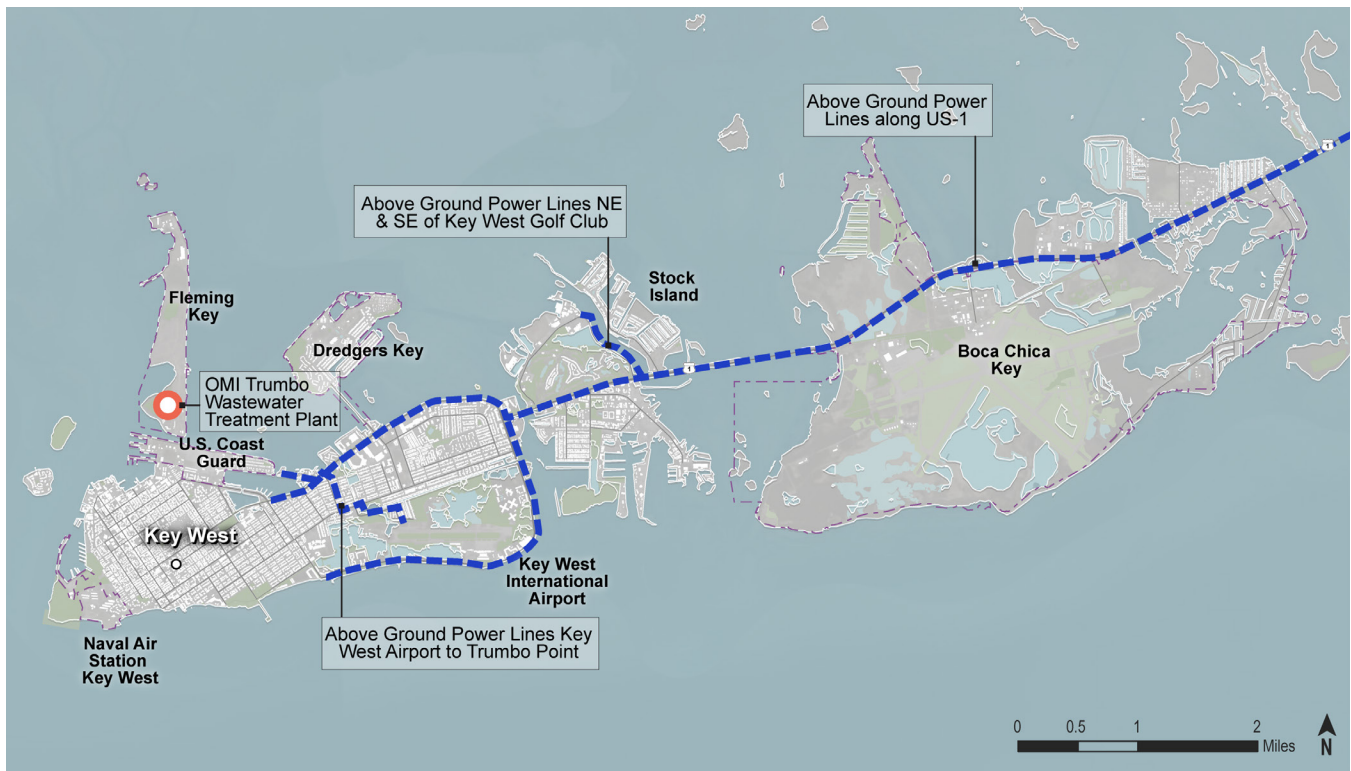 Above Ground Power
Lines along US-1
1
Above Ground Power Lines NE
& SE of Key West Golf Club
Stock
Island
Fleming
Key
Dredgers Key
Boca Chica
Key
1
OMI Trumbo
Wastewater
Treatment Plant
U.S. Coast
Guard
Key West
Key West
International
Airport
Above Ground Power Lines Key
West Airport to Trumbo Point
Naval Air
Station
Key West
0 0.5 1 2
Miles
N